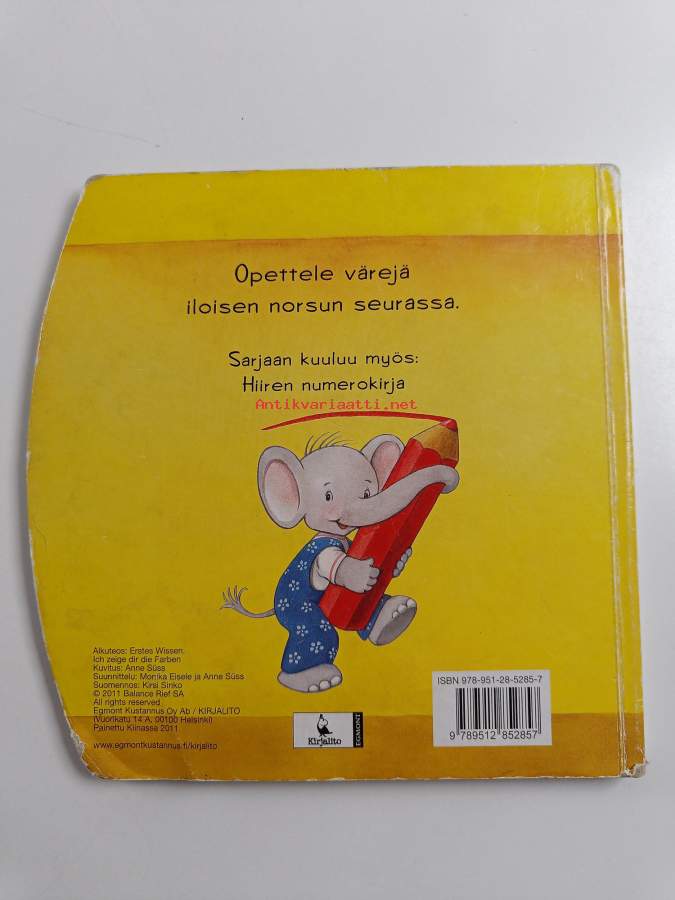 Opettele värejä
iloisen norsun seurassa.
Sarjaan kuuluu myös:
Hiiren numerokirja
Antikvariaatti.net
Alkuteos: Erstes Wissen.
Ich zeige dir die Farben
Kuvitus: Anne Süss
Suunnittelu: Monika Eisele ja Anne Süss
Suomennos: Kirsi Sinko
© 2011 Balance Rief SA
All rights reserved
Egmont Kustannus Oy Ab / KIRJALITO
(Vuorikatu 14 A, 00100 Helsinki)
Painettu Kiinassa 2011
www.egmontkustannus.fi/kirjalito
Kirjalito
EGMONT
ISBN 978-951-28-5285-7
9 789512 852857